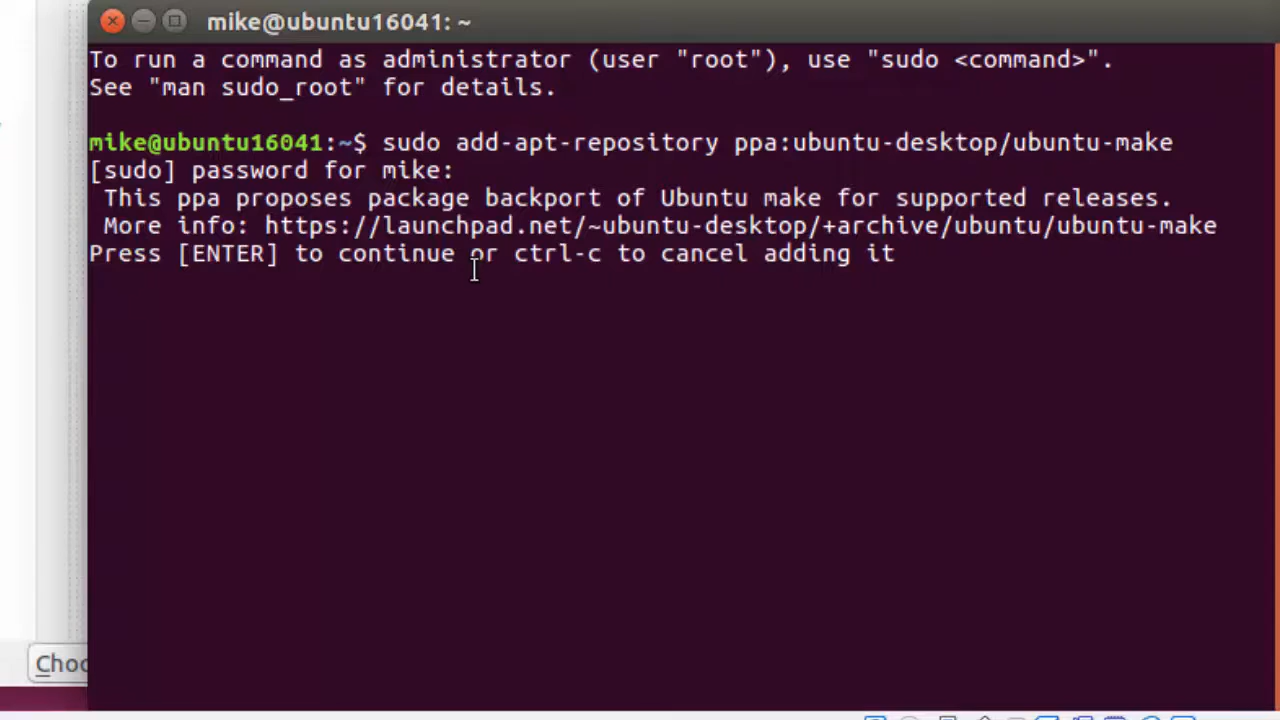 mike@ubuntu16041: ~
To run a command as administrator (user "root"), use "sudo <command>".
See "man sudo_root" for details.
mike@ubuntu16041:~$ sudo add-apt-repository ppa:ubuntu-desktop/ubuntu-make
[sudo] password for mike:
This ppa proposes package backport of Ubuntu make for supported releases.
More info: https://launchpad.net/~ubuntu-desktop/+archive/ubuntu/ubuntu-make
Press [ENTER] to continue or ctrl-c to cancel adding it
Choo